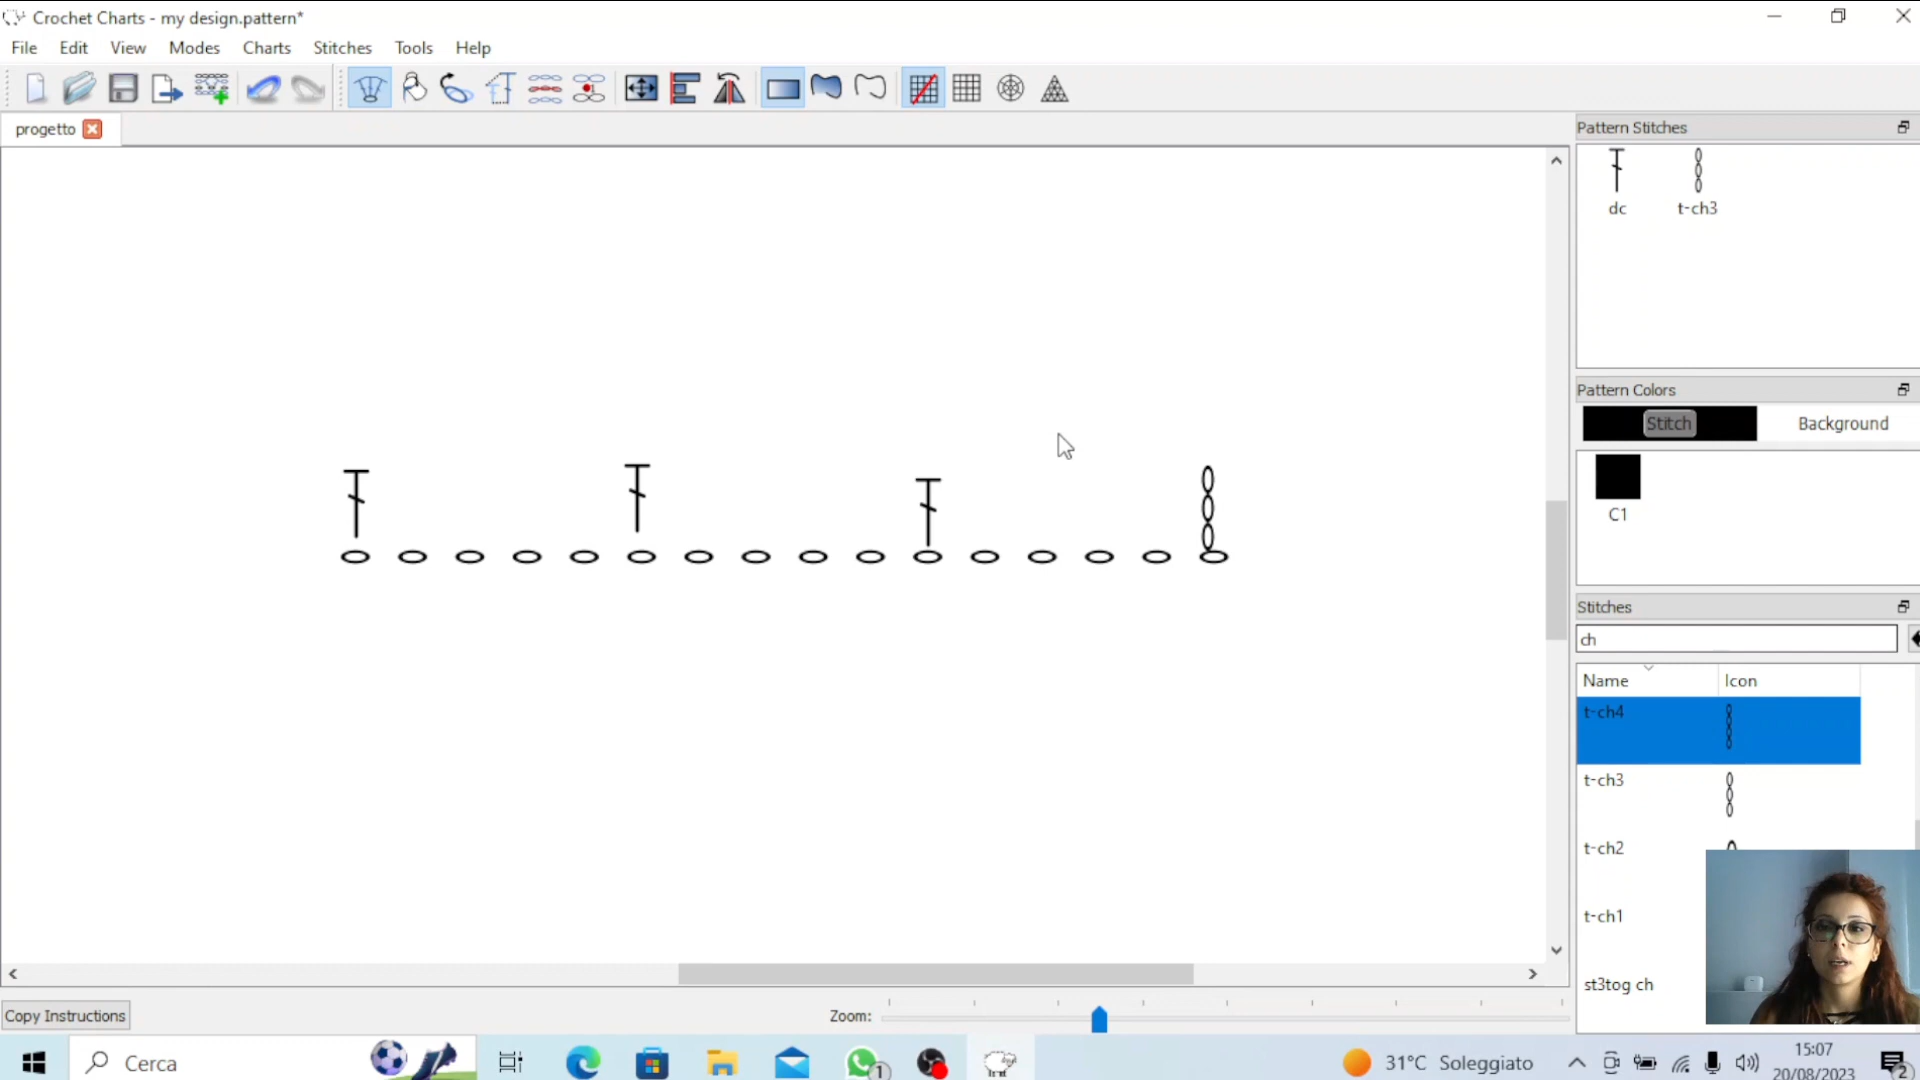 Crochet Charts - my design.pattern*
File Edit View Modes Charts Stitches Tools Help
progetto
Pattern Stitches
dc t-ch3
Pattern Colors
Stitch Background
C1
Stitches
ch
Name Icon
t-ch4
t-ch3
t-ch2
t-ch1
st3tog ch
Copy Instructions
Zoom:
Cerca
1
31°C Soleggiato
15:07
20/08/2023
2